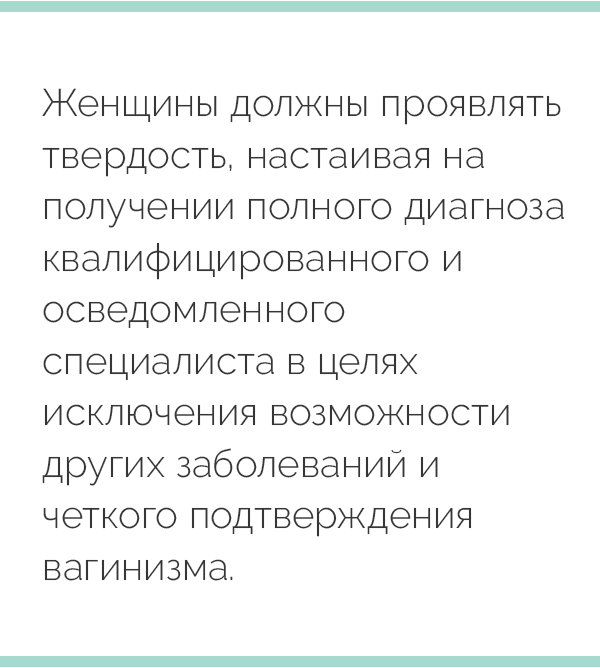 Женщины должны проявлять
твердость, настаивая на
получении полного диагноза
квалифицированного и
осведомленного
специалиста в целях
исключения возможности
других заболеваний и
четкого подтверждения
вагинизма.